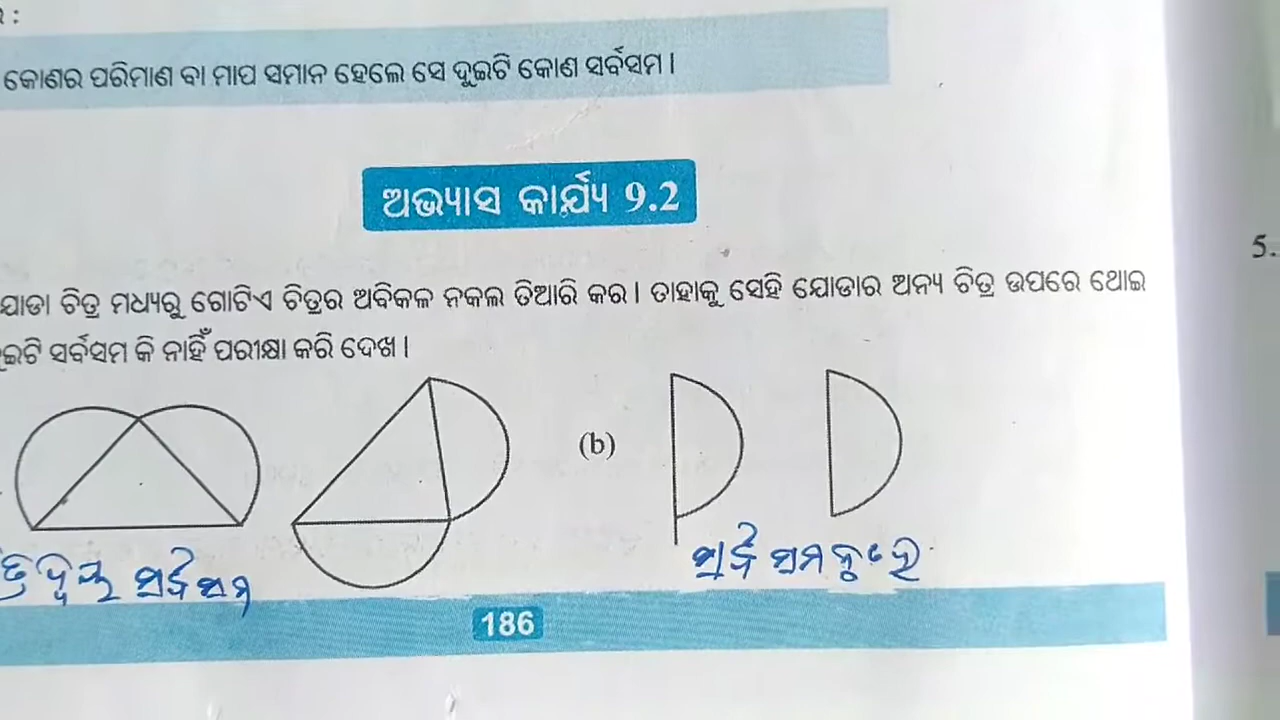 କୋଣର ପରିମାଣ ବା ମାପ ସମାନ ହେଲେ ସେ ଦୁଇଟି କୋଣ ସର୍ବସମ ।
ଅଭ୍ୟାସ କାର୍ଯ୍ୟ 9.2
5.
ଯୋଡା ଚିତ୍ର ମଧ୍ୟରୁ ଗୋଟିଏ ଚିତ୍ରର ଅବିକଳ ନକଲ ତିଆରି କର । ତାହାକୁ ସେହି ଯୋଡାର ଅନ୍ୟ ଚିତ୍ର ଉପରେ ଥୋଇ
ସର୍ବସମ କି ନାହିଁ ପରୀକ୍ଷା କରି ଦେଖ ।
(b)
ସର୍ବସମ
ସର୍ବସମ ନୁହେଁ
186